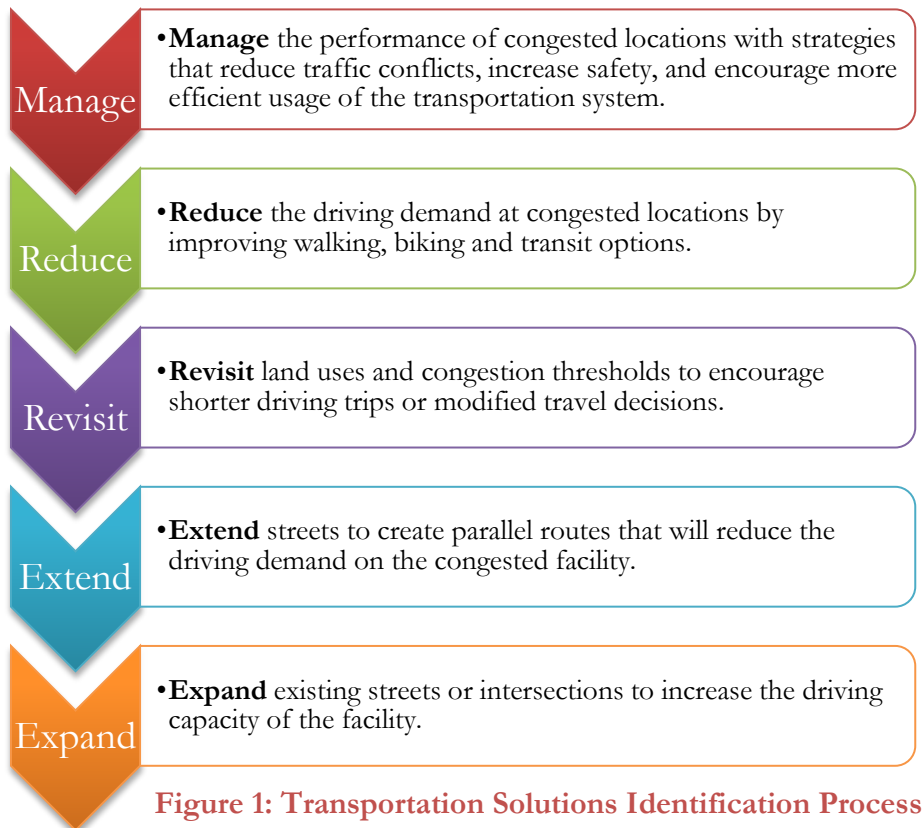 Manage
•Manage the performance of congested locations with strategies
that reduce traffic conflicts, increase safety, and encourage more
efficient usage of the transportation system.
Reduce
•Reduce the driving demand at congested locations by
improving walking, biking and transit options.
Revisit
•Revisit land uses and congestion thresholds to encourage
shorter driving trips or modified travel decisions.
Extend
•Extend streets to create parallel routes that will reduce the
driving demand on the congested facility.
Expand
•Expand existing streets or intersections to increase the driving
capacity of the facility.
Figure 1: Transportation Solutions Identification Process